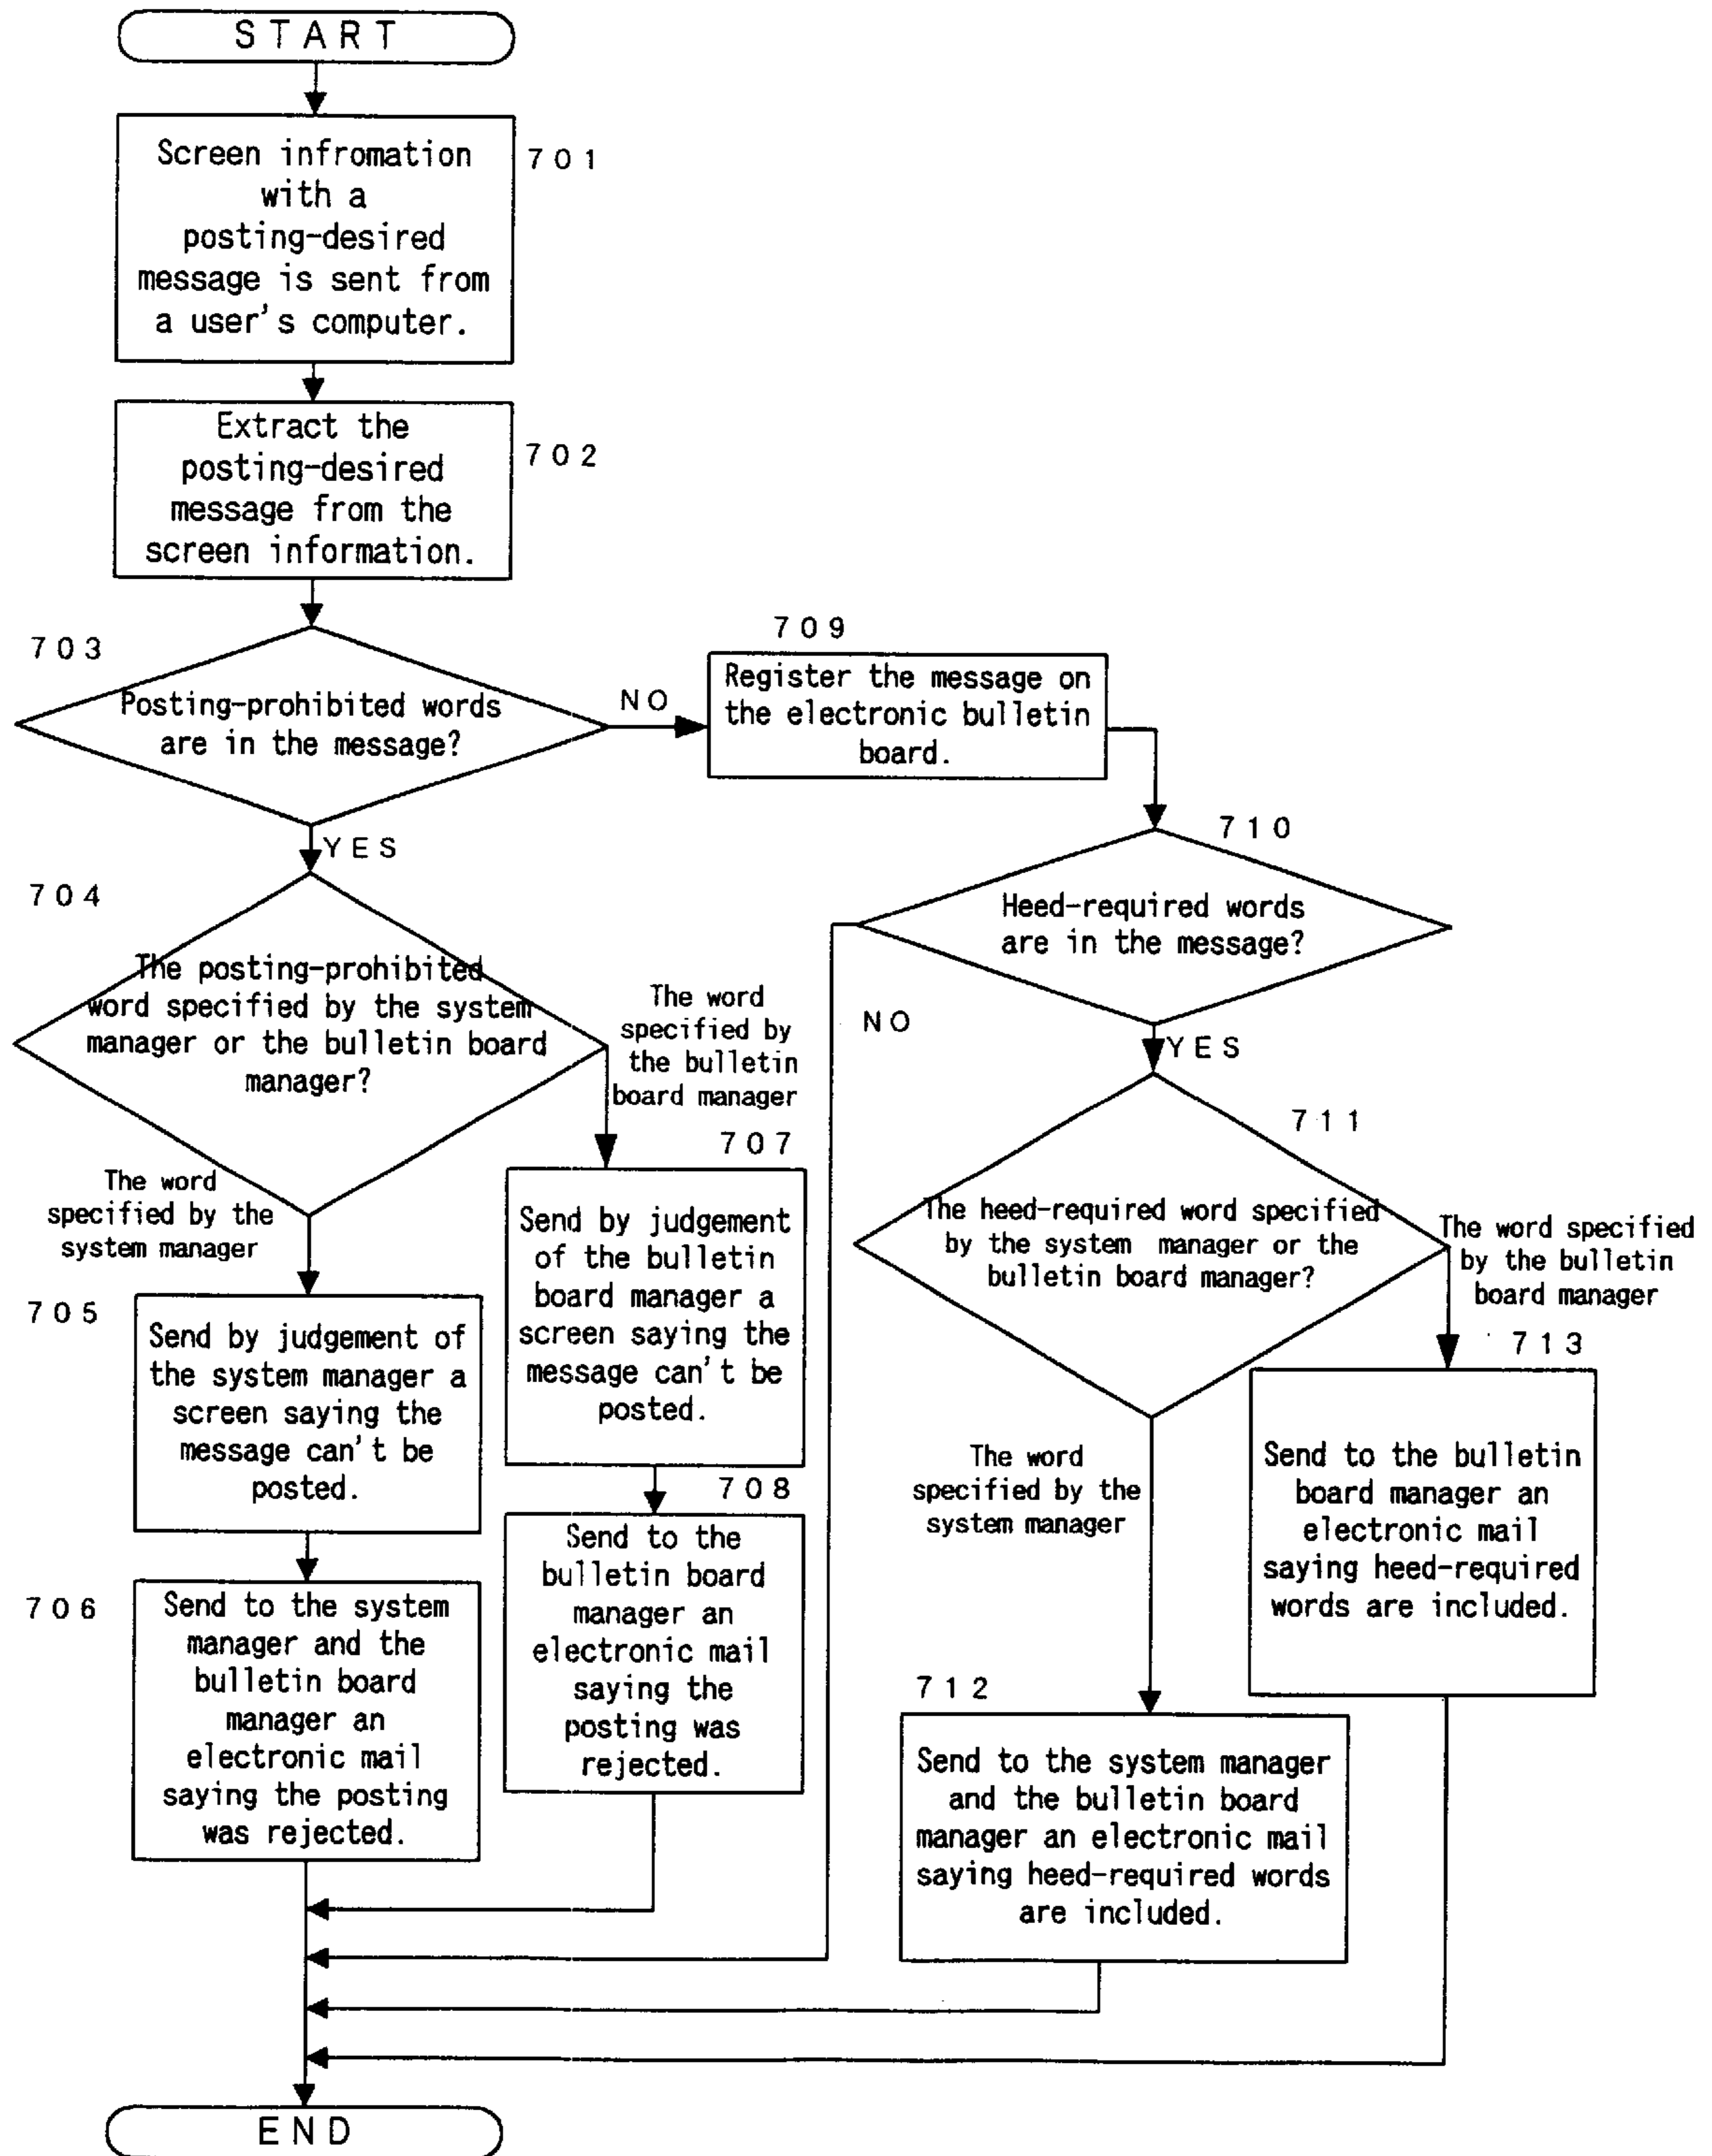 START
701
Screen infromation
with a
posting-desired
message is sent from
a user's computer.
702
Extract the
posting-desired
message from the
screen information.
703
Posting-prohibited words
are in the message?
NO
709
Register the message on
the electronic bulletin
board.
YES
704
The posting-prohibited
word specified by the system
manager or the bulletin board
manager?
The word
specified by
the bulletin
board manager
The word
specified by the
system manager
705
Send by judgement of
the system manager a
screen saying the
message can't be
posted.
706
Send to the system
manager and the
bulletin board
manager an
electronic mail
saying the posting
was rejected.
707
Send by judgement
of the bulletin
board manager a
screen saying the
message can't be
posted.
708
Send to the
bulletin board
manager an
electronic mail
saying the
posting was
rejected.
710
Heed-required words
are in the message?
NO
YES
711
The heed-required word specified
by the system manager or the
bulletin board manager?
The word specified
by the bulletin
board manager
The word
specified by the
system manager
713
Send to the bulletin
board manager an
electronic mail
saying heed-required
words are included.
712
Send to the system manager
and the bulletin board
manager an electronic mail
saying heed-required words
are included.
END